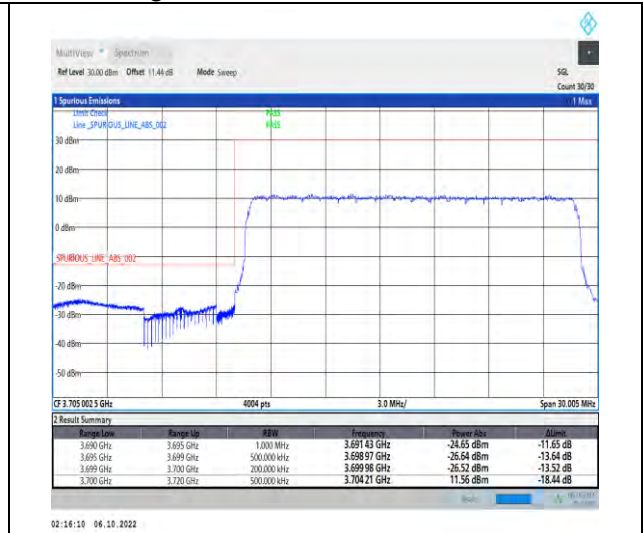 MultiView Spectrum
Ref Level 30.00 dBm Offset 11.44 dB Mode Sweep SGL
Count 30/30
1 Spurious Emissions 1 Max
Limit Check PASS
Line _SPURIOUS_LINE_ABS_002 PASS
30 dBm
20 dBm
10 dBm
0 dBm
_SPURIOUS_LINE_ABS_002
-20 dBm
-30 dBm
-40 dBm
-50 dBm
CF 3.705 002 5 GHz 4004 pts 3.0 MHz/ Span 30.005 MHz
2 Result Summary
Range Low Range Up RBW Frequency Power Abs ΔLimit
3.690 GHz 3.695 GHz 1.000 MHz 3.691 43 GHz -24.65 dBm -11.65 dB
3.695 GHz 3.699 GHz 500.000 kHz 3.698 97 GHz -26.64 dBm -13.64 dB
3.699 GHz 3.700 GHz 200.000 kHz 3.699 98 GHz -26.52 dBm -13.52 dB
3.700 GHz 3.720 GHz 500.000 kHz 3.704 21 GHz 11.56 dBm -18.44 dB
02:16:10 06.10.2022